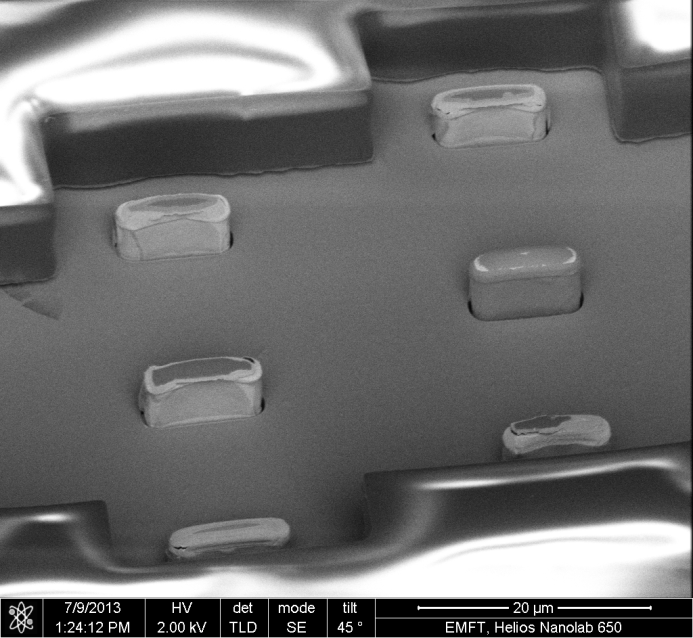 7/9/2013
1:24:12 PM
HV
2.00 kV
det
TLD
mode
SE
tilt
45 °
20 µm
EMFT, Helios Nanolab 650